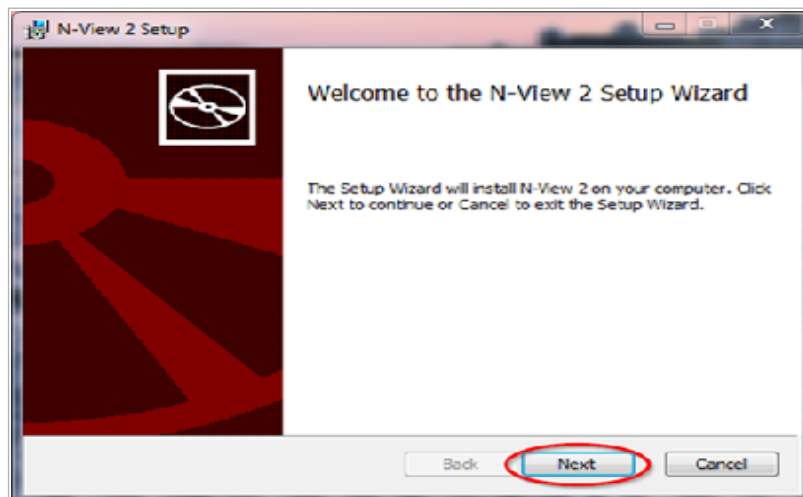 N-View 2 Setup
Welcome to the N-View 2 Setup Wizard
The Setup Wizard will install N-View 2 on your computer. Click
Next to continue or Cancel to exit the Setup Wizard.
Back Next Cancel